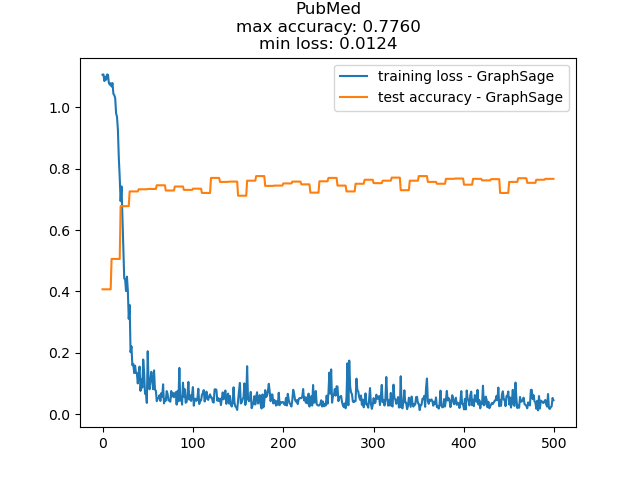 PubMed
max accuracy: 0.7760
min loss: 0.0124
training loss - GraphSage
test accuracy - GraphSage
1.0
0.8
0.6
0.4
0.2
0.0
0 100 200 300 400 500